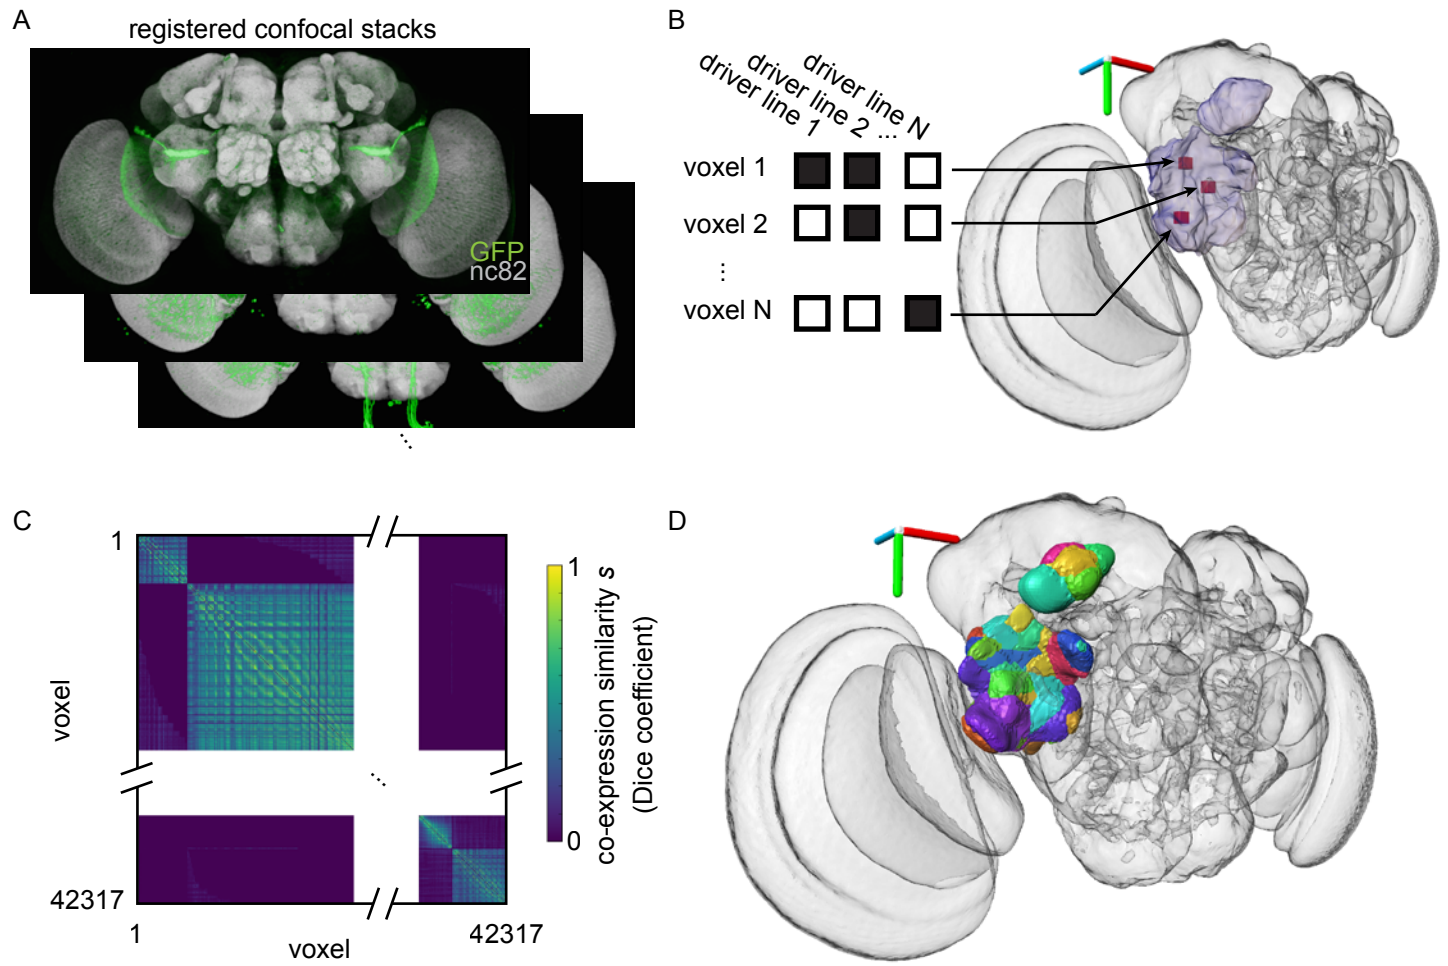 A
registered confocal stacks
GFP
nc82
...
B
driver line 1
driver line 2 ...
driver line N
voxel 1
voxel 2
...
voxel N
C
1
voxel
42317
1
voxel
42317
...
1
0
co-expression similarity s
(Dice coefficient)
D